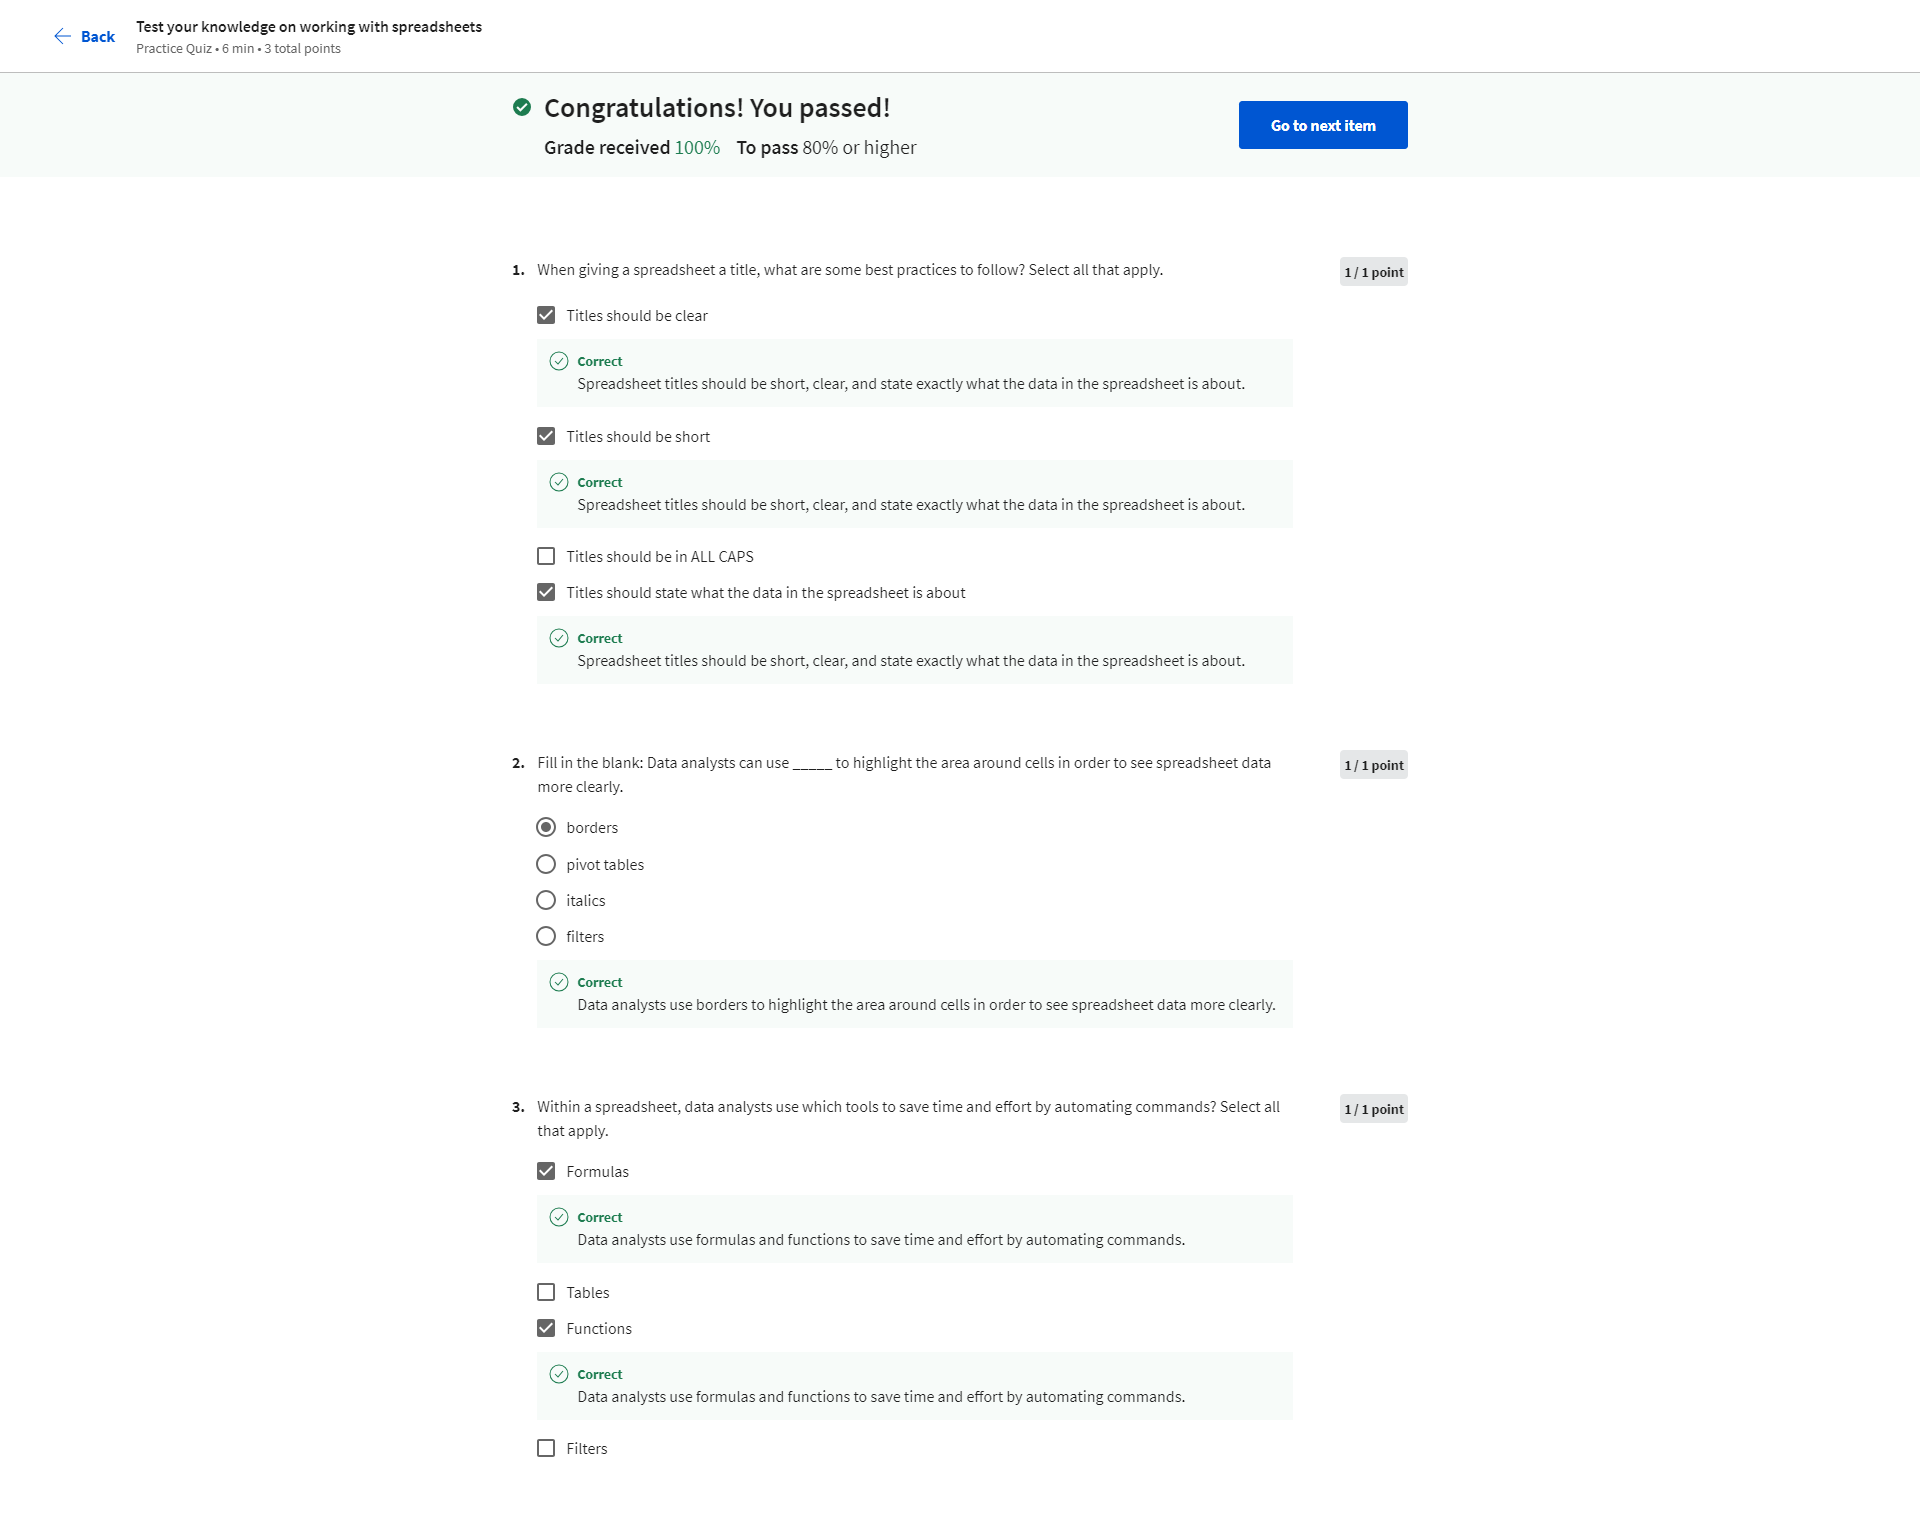 Back
Test your knowledge on working with spreadsheets
Practice Quiz • 6 min • 3 total points
Congratulations! You passed!
Grade received 100% To pass 80% or higher
Go to next item
1. When giving a spreadsheet a title, what are some best practices to follow? Select all that apply.
1 / 1 point
Titles should be clear
Correct
Spreadsheet titles should be short, clear, and state exactly what the data in the spreadsheet is about.
Titles should be short
Correct
Spreadsheet titles should be short, clear, and state exactly what the data in the spreadsheet is about.
Titles should be in ALL CAPS
Titles should state what the data in the spreadsheet is about
Correct
Spreadsheet titles should be short, clear, and state exactly what the data in the spreadsheet is about.
2. Fill in the blank: Data analysts can use _____ to highlight the area around cells in order to see spreadsheet data
more clearly.
1 / 1 point
borders
pivot tables
italics
filters
Correct
Data analysts use borders to highlight the area around cells in order to see spreadsheet data more clearly.
3. Within a spreadsheet, data analysts use which tools to save time and effort by automating commands? Select all
that apply.
1 / 1 point
Formulas
Correct
Data analysts use formulas and functions to save time and effort by automating commands.
Tables
Functions
Correct
Data analysts use formulas and functions to save time and effort by automating commands.
Filters